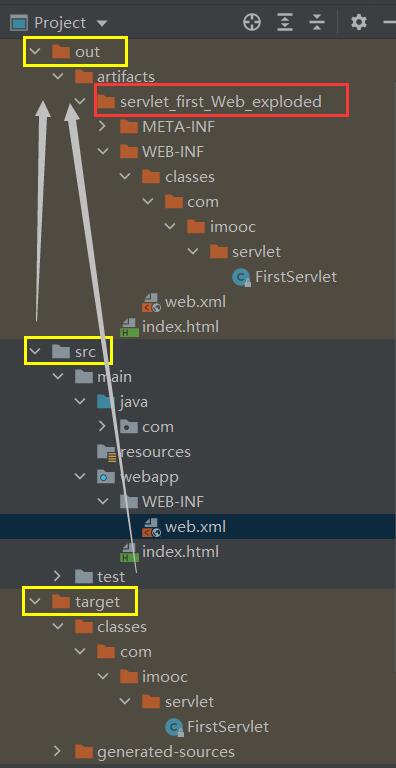 Project
out
artifacts
servlet_first_Web_exploded
META-INF
WEB-INF
classes
com
imooc
servlet
FirstServlet
web.xml
index.html
src
main
java
com
resources
webapp
WEB-INF
web.xml
index.html
test
target
classes
com
imooc
servlet
FirstServlet
generated-sources